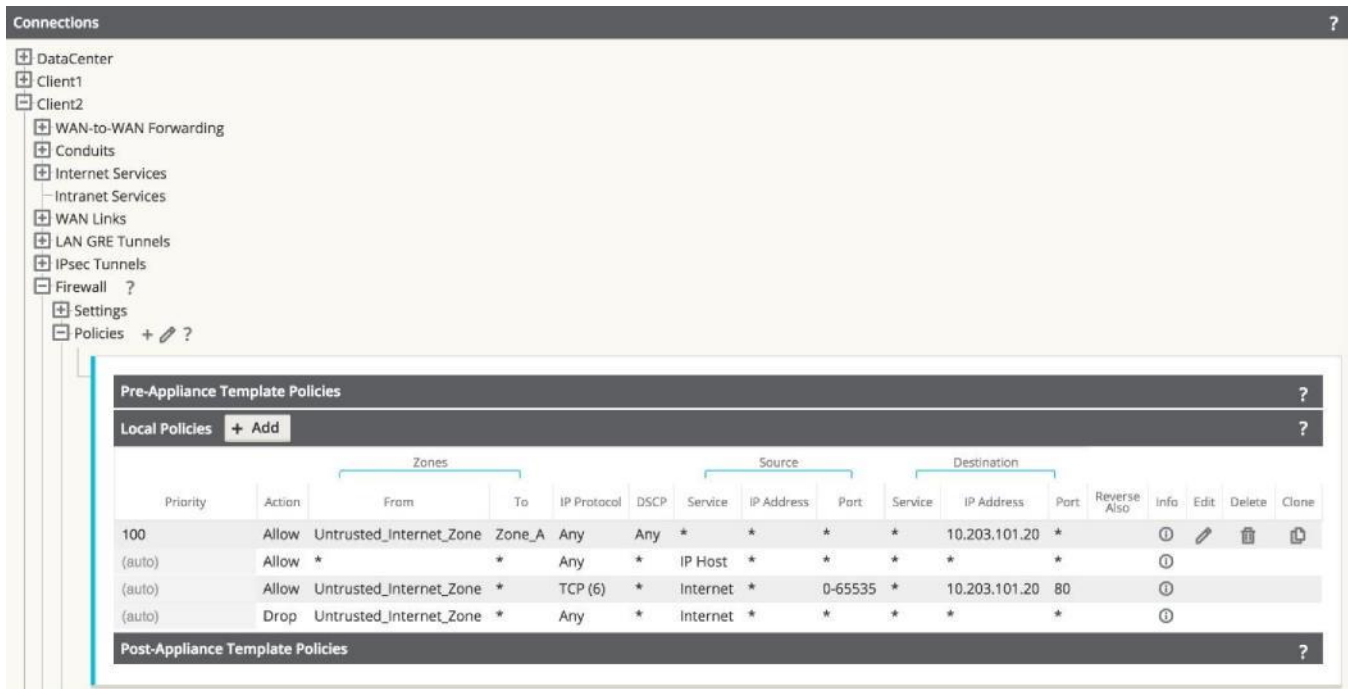 Connections ?
DataCenter
Client1
Client2
WAN-to-WAN Forwarding
Conduits
Internet Services
Intranet Services
WAN Links
LAN GRE Tunnels
IPsec Tunnels
Firewall ?
Settings
Policies + ?
Pre-Appliance Template Policies ?
Local Policies + Add ?
Zones Source Destination
Priority Action From To IP Protocol DSCP Service IP Address Port Service IP Address Port Reverse Also Info Edit Delete Clone
100 Allow Untrusted_Internet_Zone Zone_A Any Any * * * * 10.203.101.20 *
(auto) Allow * * Any * IP Host * * * * *
(auto) Allow Untrusted_Internet_Zone * TCP (6) * Internet * 0-65535 * 10.203.101.20 80
(auto) Drop Untrusted_Internet_Zone * Any * Internet * * * * *
Post-Appliance Template Policies ?